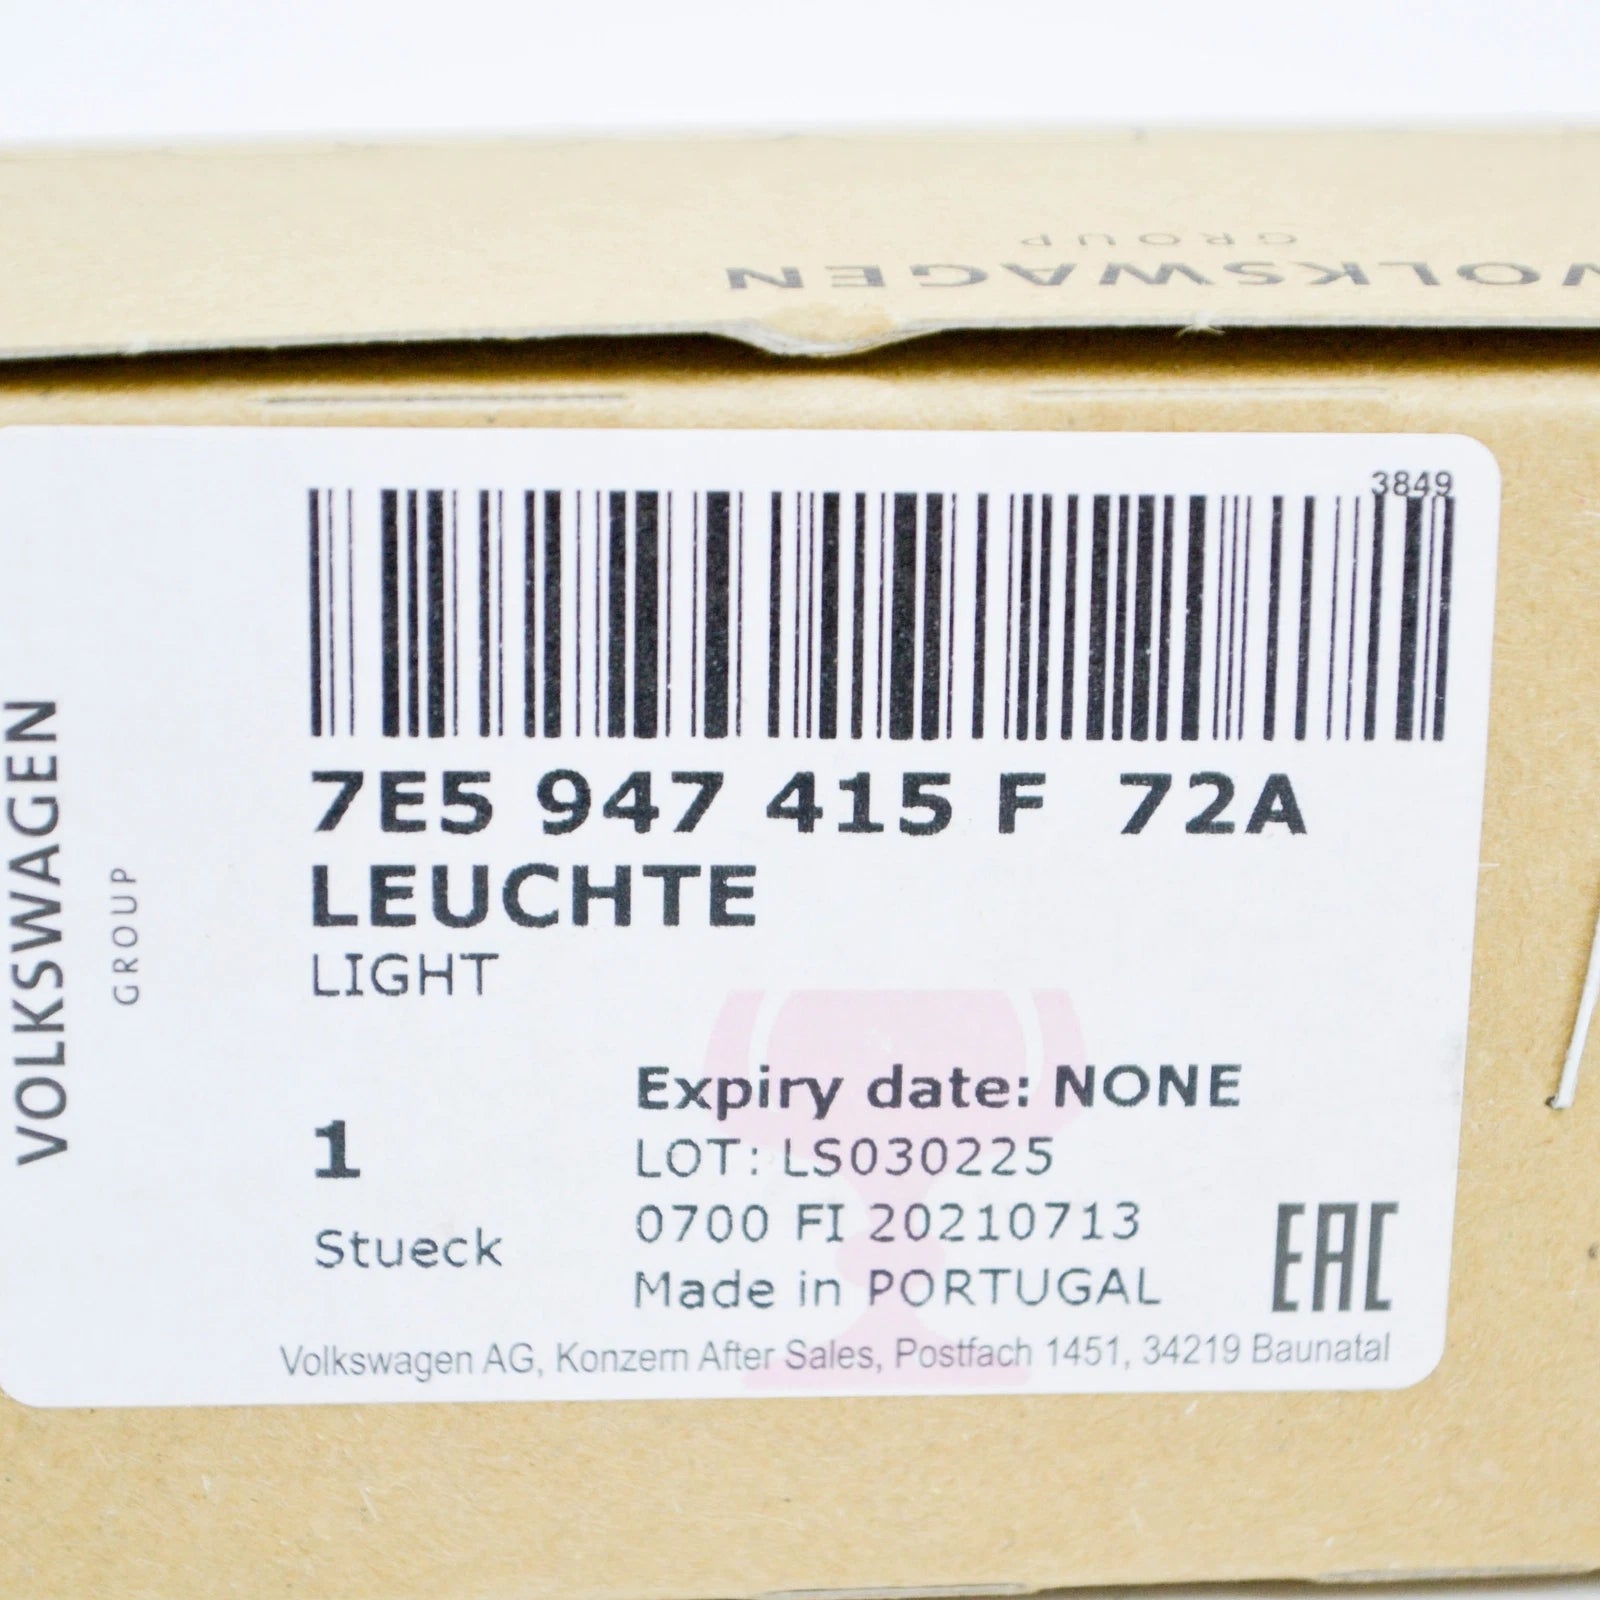 VOLKSWAGEN
GROUP
3849
7E5 947 415 F 72A
LEUCHTE
LIGHT
Expiry date: NONE
1
LOT: LS030225
0700 FI 20210713
Stueck
Made in PORTUGAL
EAC
Volkswagen AG, Konzern After Sales, Postfach 1451, 34219 Baunatal
VOLKSWAGEN
GROUP